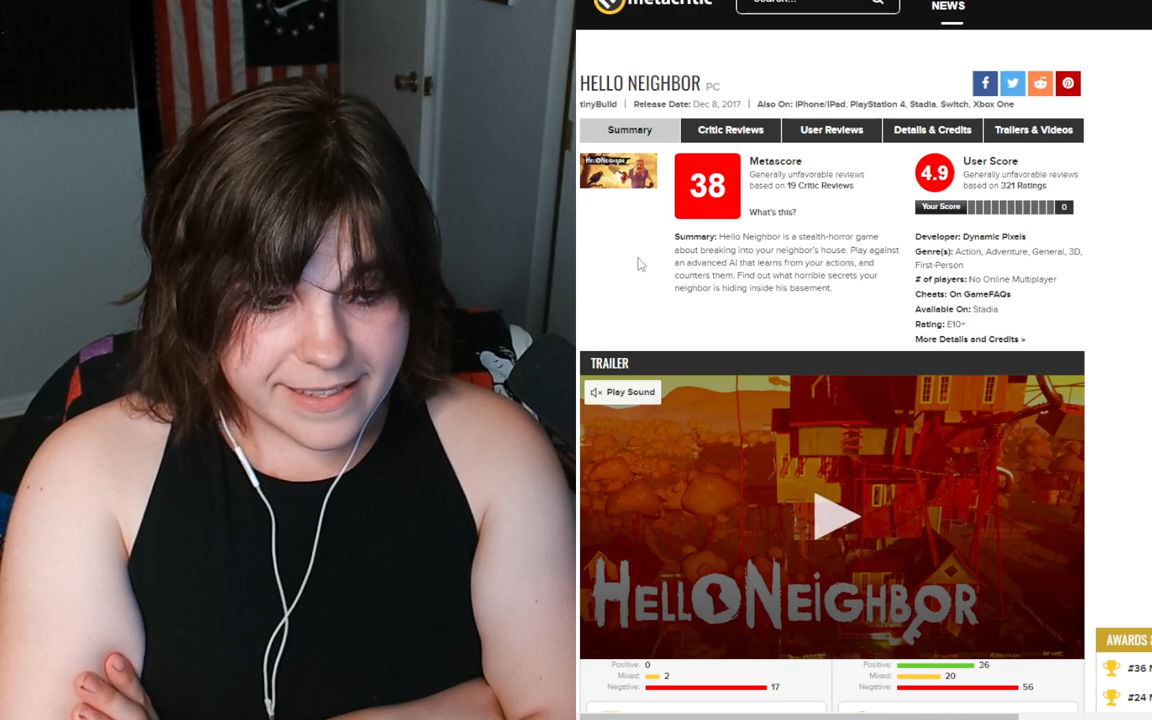 metacritic
Search...
NEWS
HELLO NEIGHBOR PC
tinyBuild | Release Date: Dec 8, 2017 | Also On: iPhone/iPad, PlayStation 4, Stadia, Switch, Xbox One
Summary Critic Reviews User Reviews Details & Credits Trailers & Videos
HELLO NEIGHBOR
38
Metascore
Generally unfavorable reviews
based on 19 Critic Reviews
What's this?
4.9
User Score
Generally unfavorable reviews
based on 321 Ratings
Your Score 0
Summary: Hello Neighbor is a stealth-horror game
about breaking into your neighbor's house. Play against
an advanced AI that learns from your actions, and
counters them. Find out what horrible secrets your
neighbor is hiding inside his basement.
Developer: Dynamic Pixels
Genre(s): Action, Adventure, General, 3D,
First-Person
# of players: No Online Multiplayer
Cheats: On GameFAQs
Available On: Stadia
Rating: E10+
More Details and Credits »
TRAILER
Play Sound
HELLO NEIGHBOR
Positive: 0
Mixed: 2
Negative: 17
Positive: 36
Mixed: 20
Negative: 56
AWARDS &
#36 M
#24 M